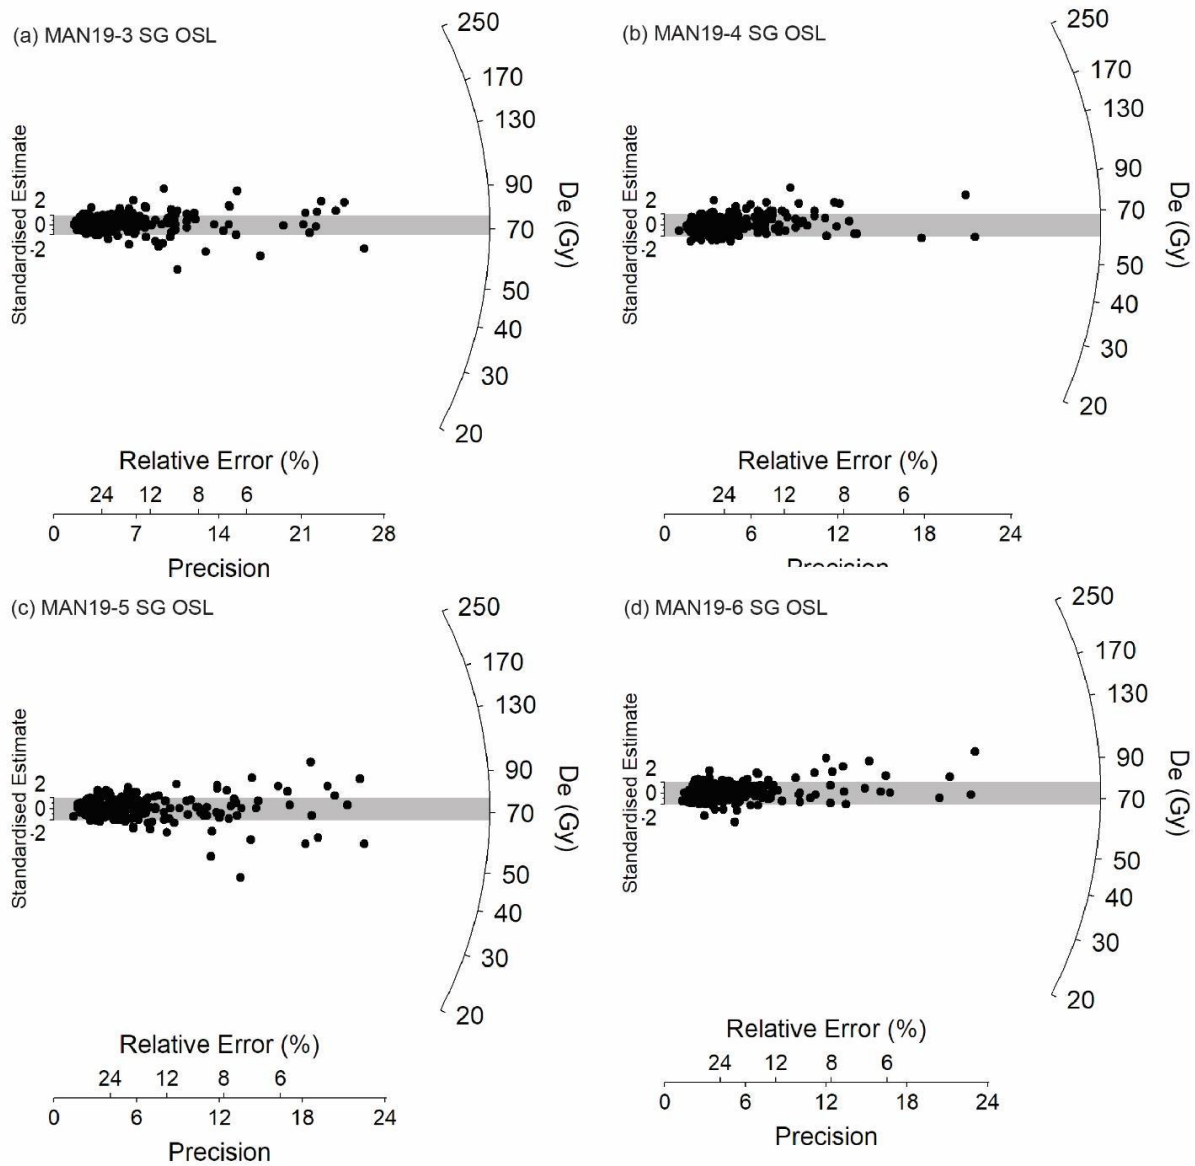 (a) MAN19-3 SG OSL
Standardised Estimate
2
0
-2
250
170
130
90
70
50
40
30
20
De (Gy)
Relative Error (%)
24 12 8 6
0 7 14 21 28
Precision
(b) MAN19-4 SG OSL
Standardised Estimate
2
0
-2
250
170
130
90
70
50
40
30
20
De (Gy)
Relative Error (%)
24 12 8 6
0 6 12 18 24
Precision
(c) MAN19-5 SG OSL
Standardised Estimate
2
0
-2
250
170
130
90
70
50
40
30
20
De (Gy)
Relative Error (%)
24 12 8 6
0 6 12 18 24
Precision
(d) MAN19-6 SG OSL
Standardised Estimate
2
0
-2
250
170
130
90
70
50
40
30
20
De (Gy)
Relative Error (%)
24 12 8 6
0 6 12 18 24
Precision